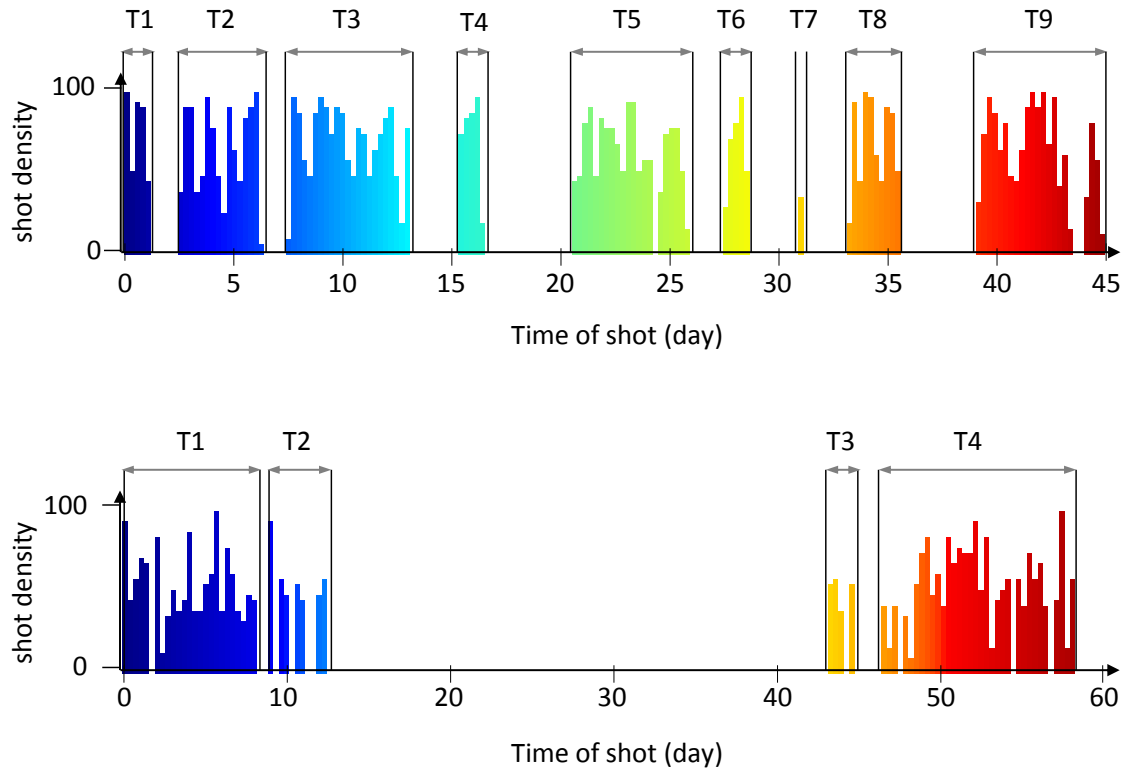 T1 T2 T3 T4 T5 T6 T7 T8 T9
100
shot density
0
0 5 10 15 20 25 30 35 40 45
Time of shot (day)
T1 T2 T3 T4
100
shot density
0
0 10 20 30 40 50 60
Time of shot (day)